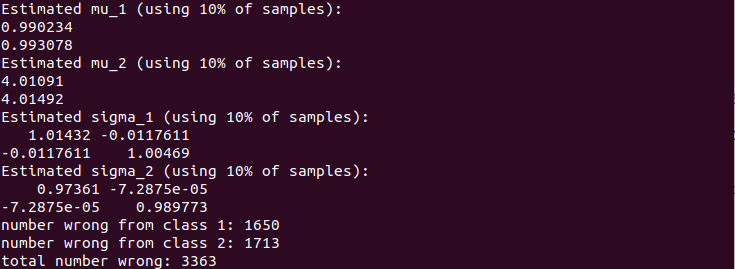 Estimated mu_1 (using 10% of samples):
0.990234
0.993078
Estimated mu_2 (using 10% of samples):
4.01091
4.01492
Estimated sigma_1 (using 10% of samples):
   1.01432 -0.0117611
-0.0117611    1.00469
Estimated sigma_2 (using 10% of samples):
    0.97361 -7.2875e-05
-7.2875e-05    0.989773
number wrong from class 1: 1650
number wrong from class 2: 1713
total number wrong: 3363